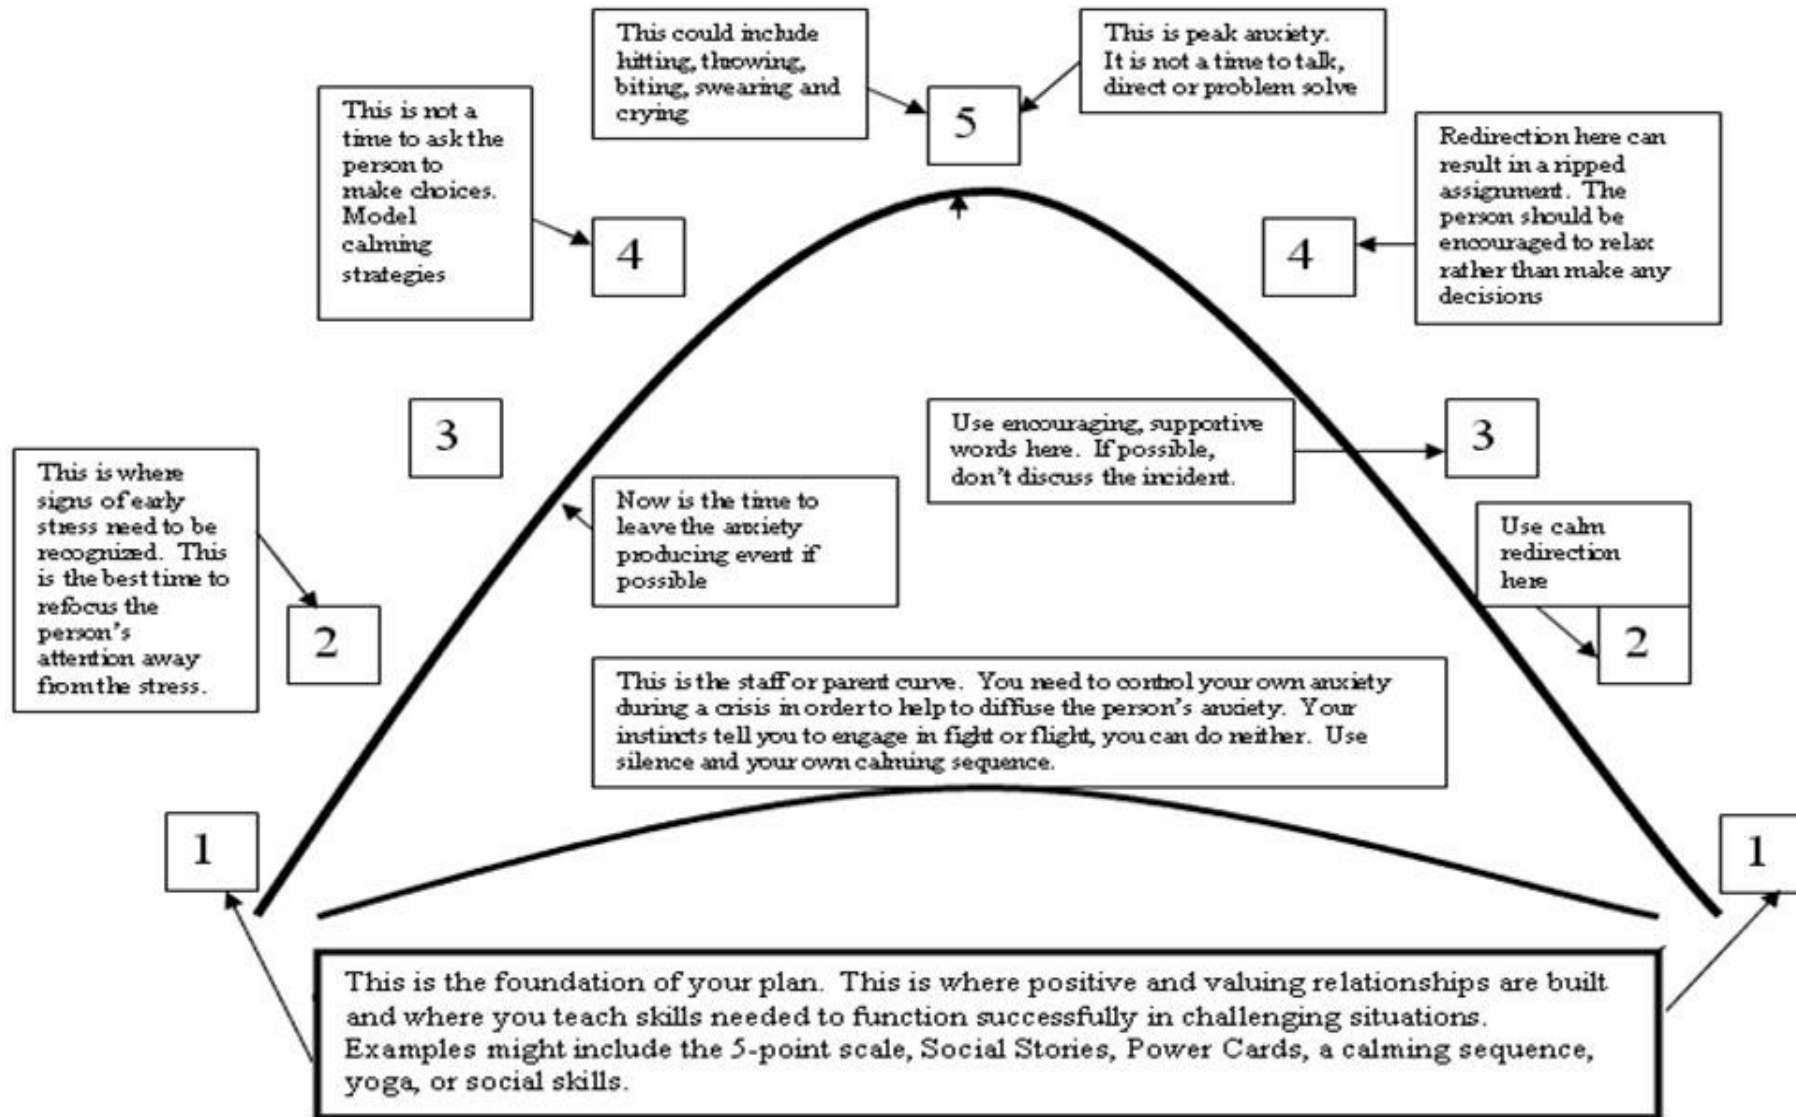 This could include
hitting, throwing,
biting, swearing and
crying
This is peak anxiety.
It is not a time to talk,
direct or problem solve
5
This is not a
time to ask the
person to
make choices.
Model
calming
strategies
4
4
Redirection here can
result in a ripped
assignment. The
person should be
encouraged to relax
rather than make any
decisions
3
Use encouraging, supportive
words here. If possible,
don't discuss the incident.
3
This is where
signs of early
stress need to be
recognized. This
is the best time to
refocus the
person's
attention away
from the stress.
2
Now is the time to
leave the anxiety
producing event if
possible
Use calm
redirection
here
2
This is the staff or parent curve. You need to control your own anxiety
during a crisis in order to help to diffuse the person's anxiety. Your
instincts tell you to engage in fight or flight, you can do neither. Use
silence and your own calming sequence.
1
1
This is the foundation of your plan. This is where positive and valuing relationships are built
and where you teach skills needed to function successfully in challenging situations.
Examples might include the 5-point scale, Social Stories, Power Cards, a calming sequence,
yoga, or social skills.